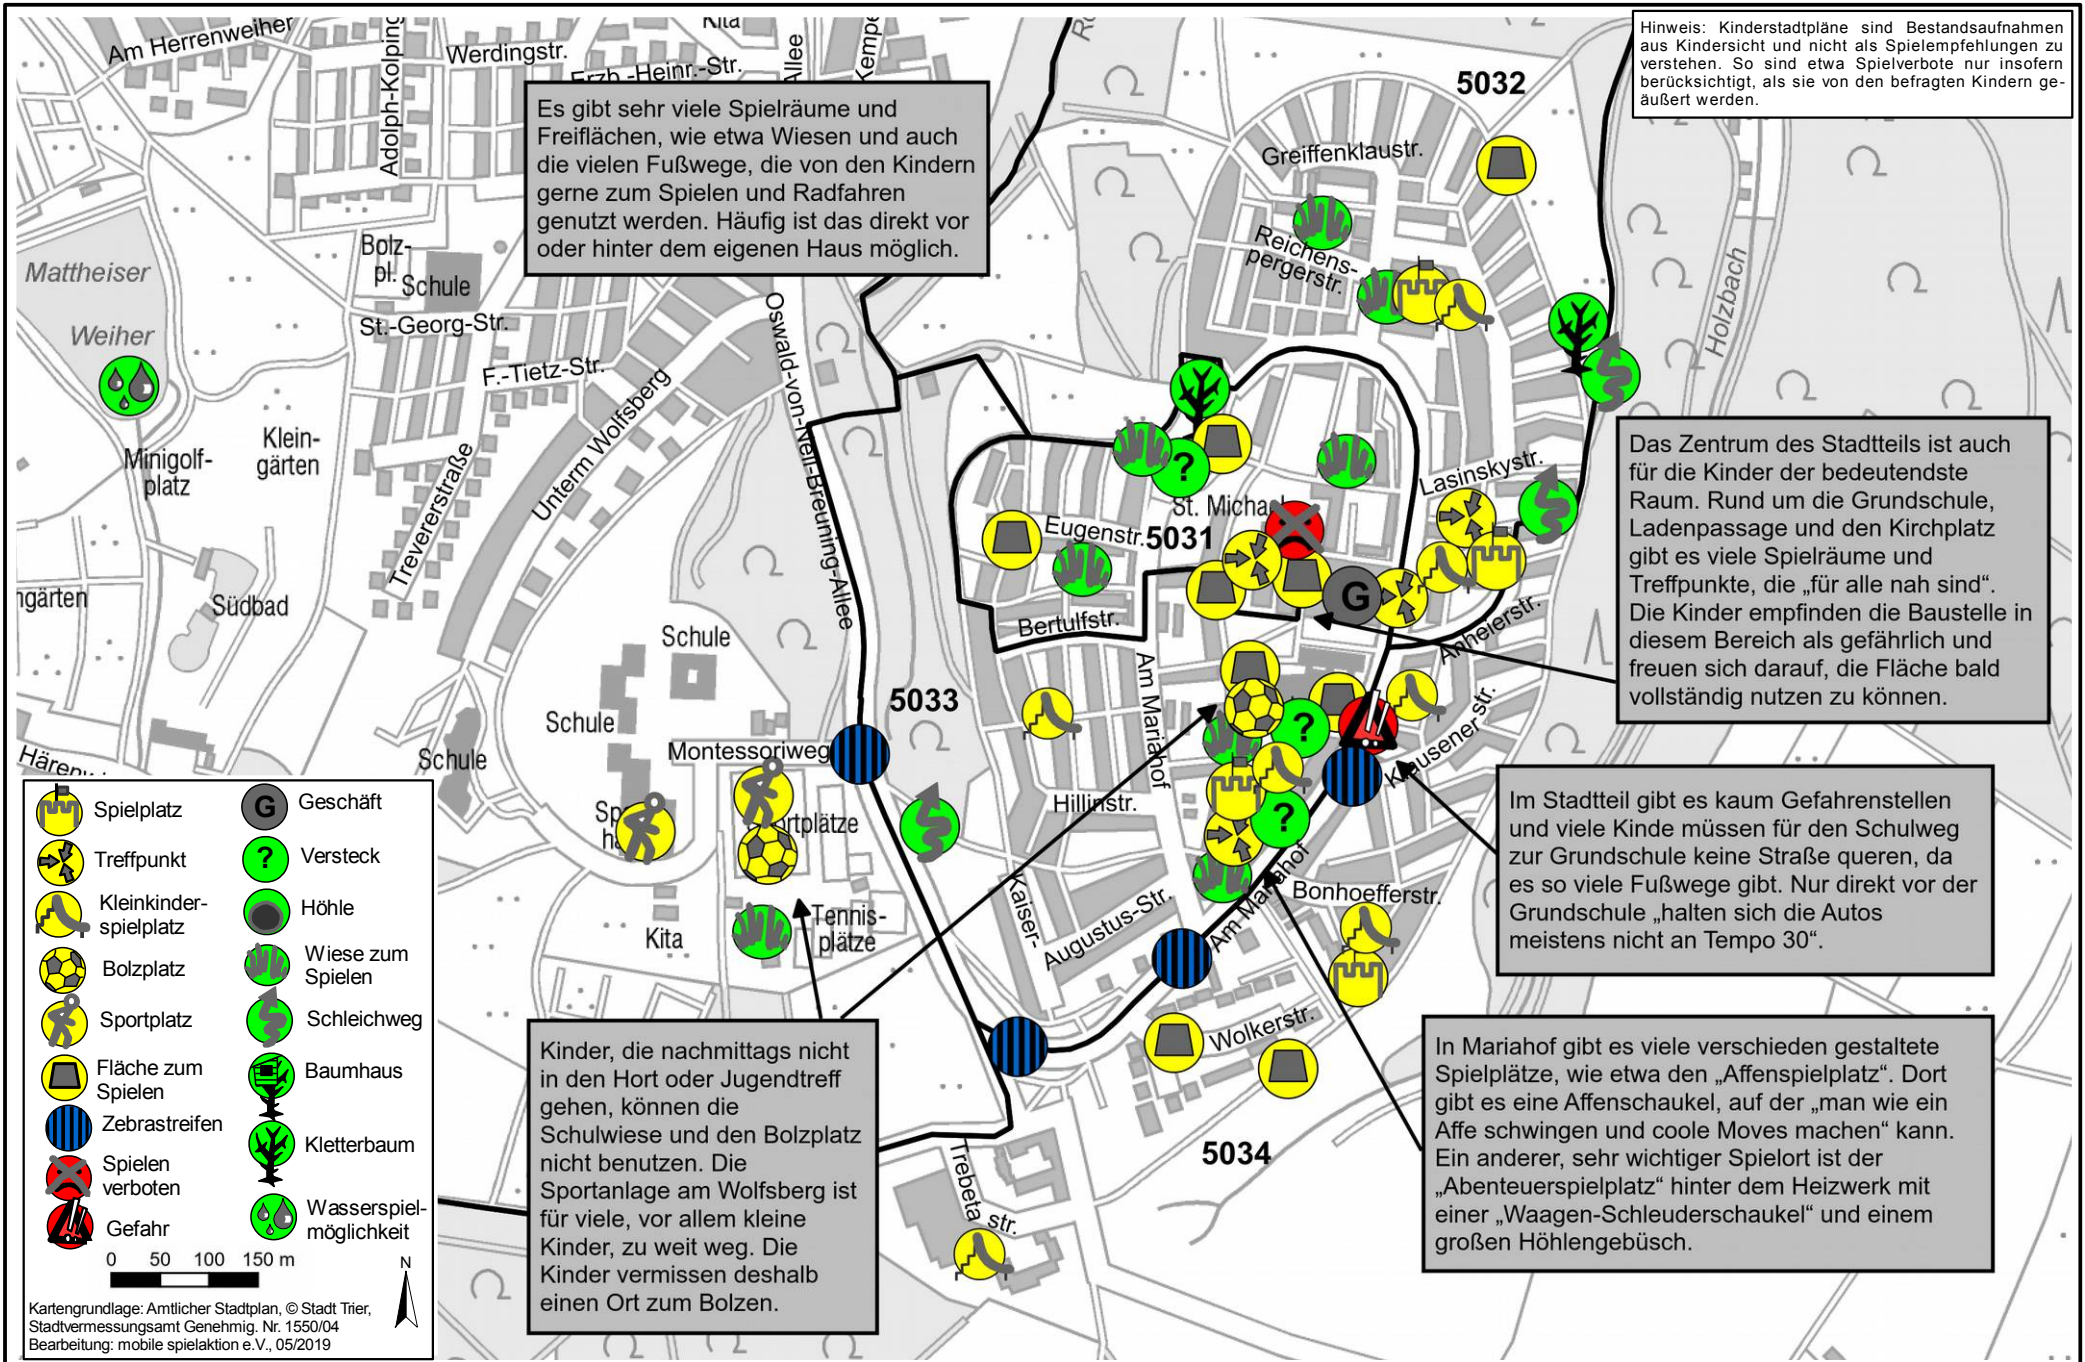 Am Herrenweiher
Adolph-Kolping
Werdingstr.
Erzb.-Heinr.-Str.
Kita
Allee
Kempe
5032
Hinweis: Kinderstadtpläne sind Bestandsaufnahmen
aus Kindersicht und nicht als Spielempfehlungen zu
verstehen. So sind etwa Spielverbote nur insofern
berücksichtigt, als sie von den befragten Kindern ge-
äußert werden.
Es gibt sehr viele Spielräume und
Freiflächen, wie etwa Wiesen und auch
die vielen Fußwege, die von den Kindern
gerne zum Spielen und Radfahren
genutzt werden. Häufig ist das direkt vor
oder hinter dem eigenen Haus möglich.
Greiffenklaustr.
Reichens-
pergerstr.
Holzbach
Mattheiser
Weiher
Bolz-
pl.
Schule
St.-Georg-Str.
F.-Tietz-Str.
Unterm Wolfsberg
Oswald-von-Nell-Breuning-Allee
Minigolf-
platz
Klein-
gärten
Trevererstraße
ngärten
Südbad
Lasinskystr.
St. Micha
?
Eugenstr.
5031
G
Bertulfstr.
Anheierstr.
Das Zentrum des Stadtteils ist auch
für die Kinder der bedeutendste
Raum. Rund um die Grundschule,
Ladenpassage und den Kirchplatz
gibt es viele Spielräume und
Treffpunkte, die „für alle nah sind“.
Die Kinder empfinden die Baustelle in
diesem Bereich als gefährlich und
freuen sich darauf, die Fläche bald
vollständig nutzen zu können.
Schule
Schule
Schule
5033
Am Mariahof
?
Klausener str.
Montessoriweg
Härenw
Sp
ha
ortplätze
Hillinstr.
?
Kita
Tennis-
plätze
Kaiser-
Augustus-Str.
Am Mariahof
Bonhoefferstr.
Im Stadtteil gibt es kaum Gefahrenstellen
und viele Kinde müssen für den Schulweg
zur Grundschule keine Straße queren, da
es so viele Fußwege gibt. Nur direkt vor der
Grundschule „halten sich die Autos
meistens nicht an Tempo 30“.
Wolkerstr.
5034
Trebeta str.
Kinder, die nachmittags nicht
in den Hort oder Jugendtreff
gehen, können die
Schulwiese und den Bolzplatz
nicht benutzen. Die
Sportanlage am Wolfsberg ist
für viele, vor allem kleine
Kinder, zu weit weg. Die
Kinder vermissen deshalb
einen Ort zum Bolzen.
In Mariahof gibt es viele verschieden gestaltete
Spielplätze, wie etwa den „Affenspielplatz“. Dort
gibt es eine Affenschaukel, auf der „man wie ein
Affe schwingen und coole Moves machen“ kann.
Ein anderer, sehr wichtiger Spielort ist der
„Abenteuerspielplatz“ hinter dem Heizwerk mit
einer „Waagen-Schleuderschaukel“ und einem
großen Höhlengebüsch.
Spielplatz
Treffpunkt
Kleinkinder-
spielplatz
Bolzplatz
Sportplatz
Fläche zum
Spielen
Zebrastreifen
Spielen
verboten
Gefahr
G
Geschäft
?
Versteck
Höhle
Wiese zum
Spielen
Schleichweg
Baumhaus
Kletterbaum
Wasserspiel-
möglichkeit
0 50 100 150 m
N
Kartengrundlage: Amtlicher Stadtplan, © Stadt Trier,
Stadtvermessungsamt Genehmig. Nr. 1550/04
Bearbeitung: mobile spielaktion e.V., 05/2019